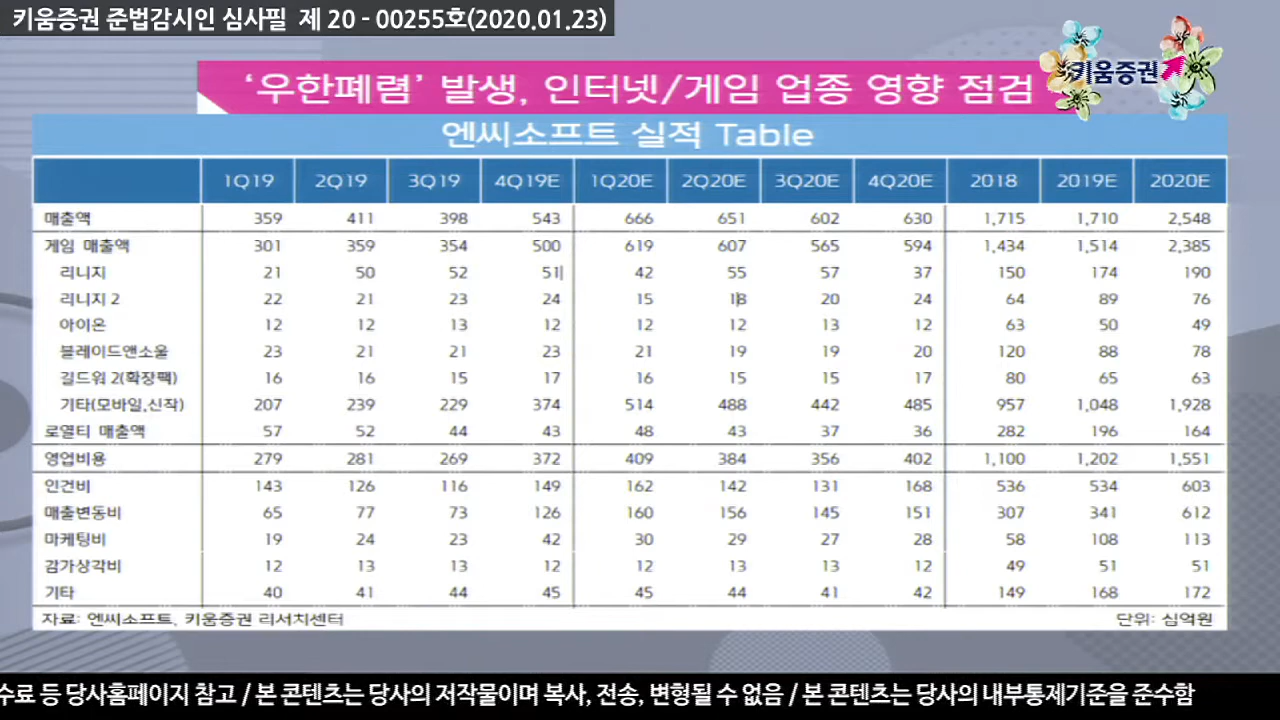 키움증권 준법감시인 심사필 제 20 - 00255호(2020.01.23)
키움증권
‘우한폐렴’ 발생, 인터넷/게임 업종 영향 점검
엔씨소프트 실적 Table
1Q19 2Q19 3Q19 4Q19E 1Q20E 2Q20E 3Q20E 4Q20E 2018 2019E 2020E
매출액 359 411 398 543 666 651 602 630 1,715 1,710 2,548
게임 매출액 301 359 354 500 619 607 565 594 1,434 1,514 2,385
리니지 21 50 52 51 42 55 57 37 150 174 190
리니지 2 22 21 23 24 15 18 20 24 64 89 76
아이온 12 12 13 12 12 12 13 12 63 50 49
블레이드앤소울 23 21 21 23 21 19 19 20 120 88 78
길드워 2(확장팩) 16 16 15 17 16 15 15 17 80 65 63
기타(모바일,신작) 207 239 229 374 514 488 442 485 957 1,048 1,928
로열티 매출액 57 52 44 43 48 43 37 36 282 196 164
영업비용 279 281 269 372 409 384 356 402 1,100 1,202 1,551
인건비 143 126 116 149 162 142 131 168 536 534 603
매출변동비 65 77 73 126 160 156 145 151 307 341 612
마케팅비 19 24 23 42 30 29 27 28 58 108 113
감가상각비 12 13 13 12 12 13 13 12 49 51 51
기타 40 41 44 45 45 44 41 42 149 168 172
자료: 엔씨소프트, 키움증권 리서치센터 단위: 십억원
수료 등 당사홈페이지 참고 / 본 콘텐츠는 당사의 저작물이며 복사, 전송, 변형될 수 없음 / 본 콘텐츠는 당사의 내부통제기준을 준수함